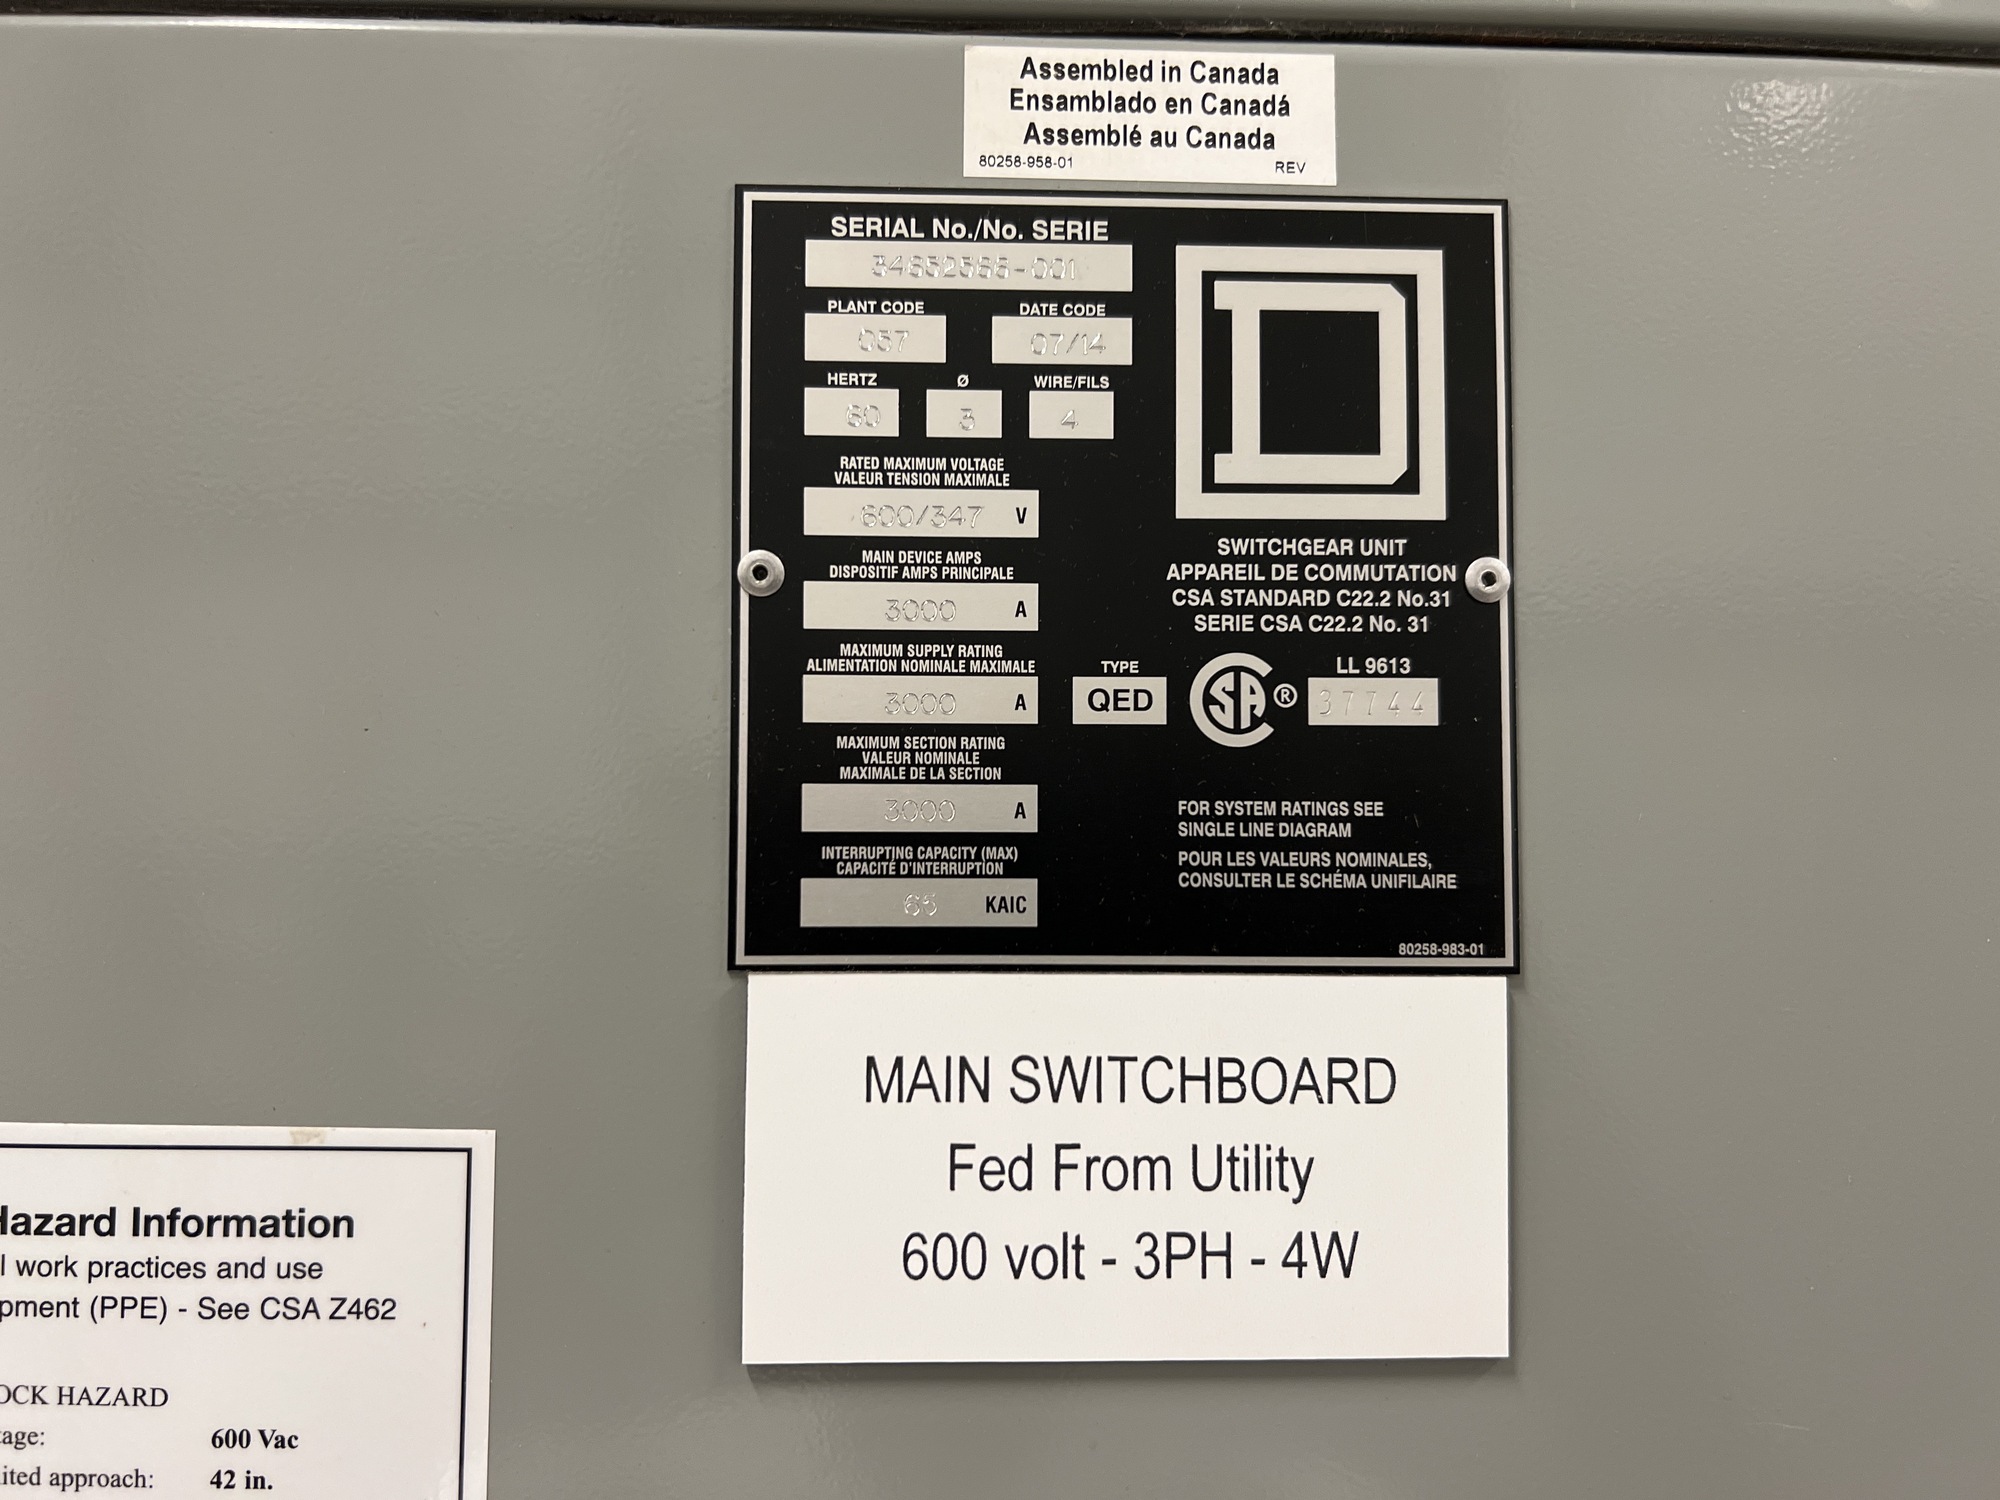 Assembled in Canada
Ensamblado en Canadá
Assemblé au Canada
80258-958-01 REV
SERIAL No./No. SERIE
34652566-001
PLANT CODE DATE CODE
057 07/14
HERTZ Ø WIRE/FILS
60 3 4
RATED MAXIMUM VOLTAGE
VALEUR TENSION MAXIMALE
600/347 V
MAIN DEVICE AMPS
DISPOSITIF AMPS PRINCIPALE
3000 A
MAXIMUM SUPPLY RATING
ALIMENTATION NOMINALE MAXIMALE
3000 A
MAXIMUM SECTION RATING
VALEUR NOMINALE
MAXIMALE DE LA SECTION
3000 A
INTERRUPTING CAPACITY (MAX)
CAPACITÉ D'INTERRUPTION
65 KAIC
D
SWITCHGEAR UNIT
APPAREIL DE COMMUTATION
CSA STANDARD C22.2 No.31
SERIE CSA C22.2 No. 31
TYPE
QED
CSA ®
LL 9613
37744
FOR SYSTEM RATINGS SEE
SINGLE LINE DIAGRAM
POUR LES VALEURS NOMINALES,
CONSULTER LE SCHÉMA UNIFILAIRE
80258-983-01
MAIN SWITCHBOARD
Fed From Utility
600 volt - 3PH - 4W
Hazard Information
l work practices and use
pment (PPE) - See CSA Z462
OCK HAZARD
tage: 600 Vac
ited approach: 42 in.